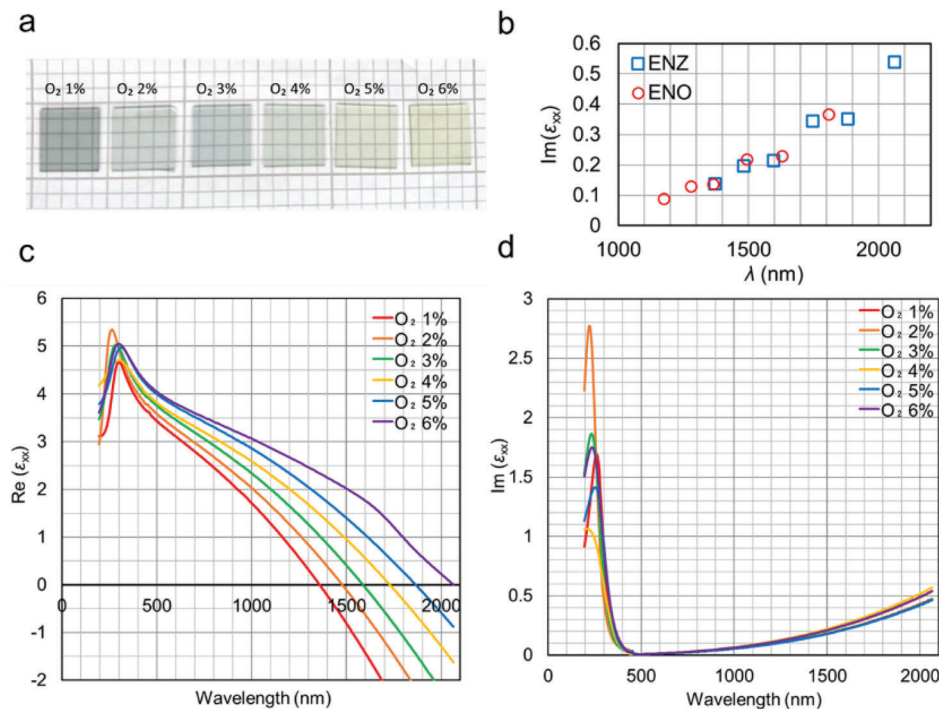 a
O₂ 1% O₂ 2% O₂ 3% O₂ 4% O₂ 5% O₂ 6%
b
0.6
0.5
0.4
0.3
0.2
0.1
0
Im(εxx)
ENZ
ENO
1000 1500 2000
λ (nm)
c
6
5
4
3
2
1
0
-1
-2
Re (εxx)
O₂ 1%
O₂ 2%
O₂ 3%
O₂ 4%
O₂ 5%
O₂ 6%
0 500 1000 1500 2000
Wavelength (nm)
d
3
2.5
2
1.5
1
0.5
0
Im (εxx)
O₂ 1%
O₂ 2%
O₂ 3%
O₂ 4%
O₂ 5%
O₂ 6%
0 500 1000 1500 2000
Wavelength (nm)